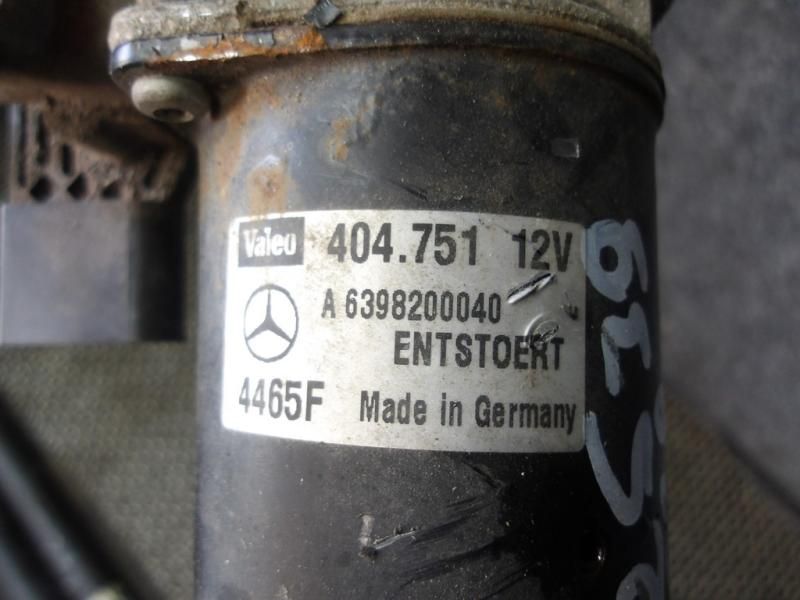 Valeo 404.751 12V
A 6398200040
ENTSTOERT
4465F Made in Germany